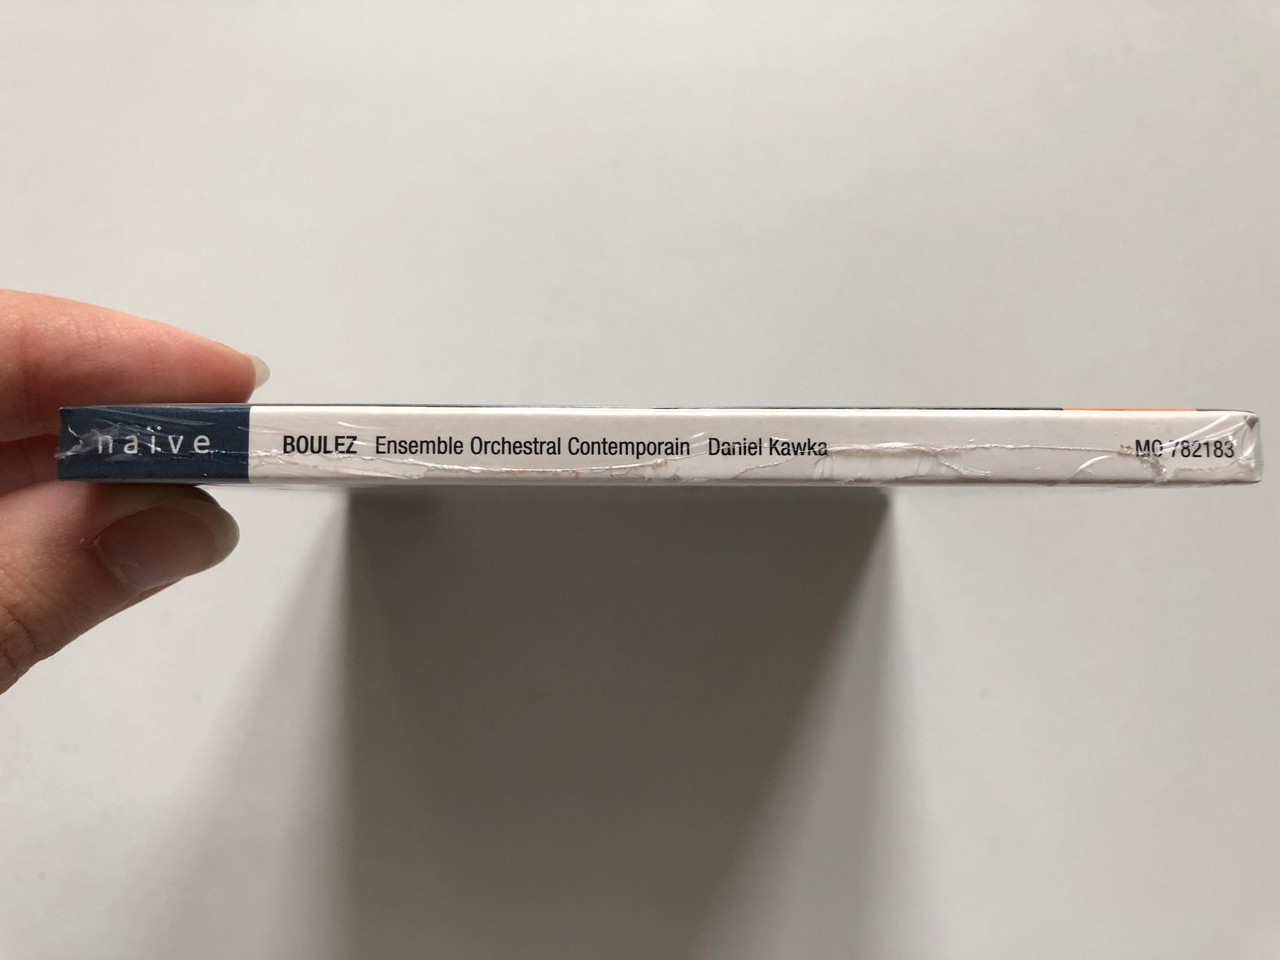 naïve BOULEZ Ensemble Orchestral Contemporain Daniel Kawka MO 782183